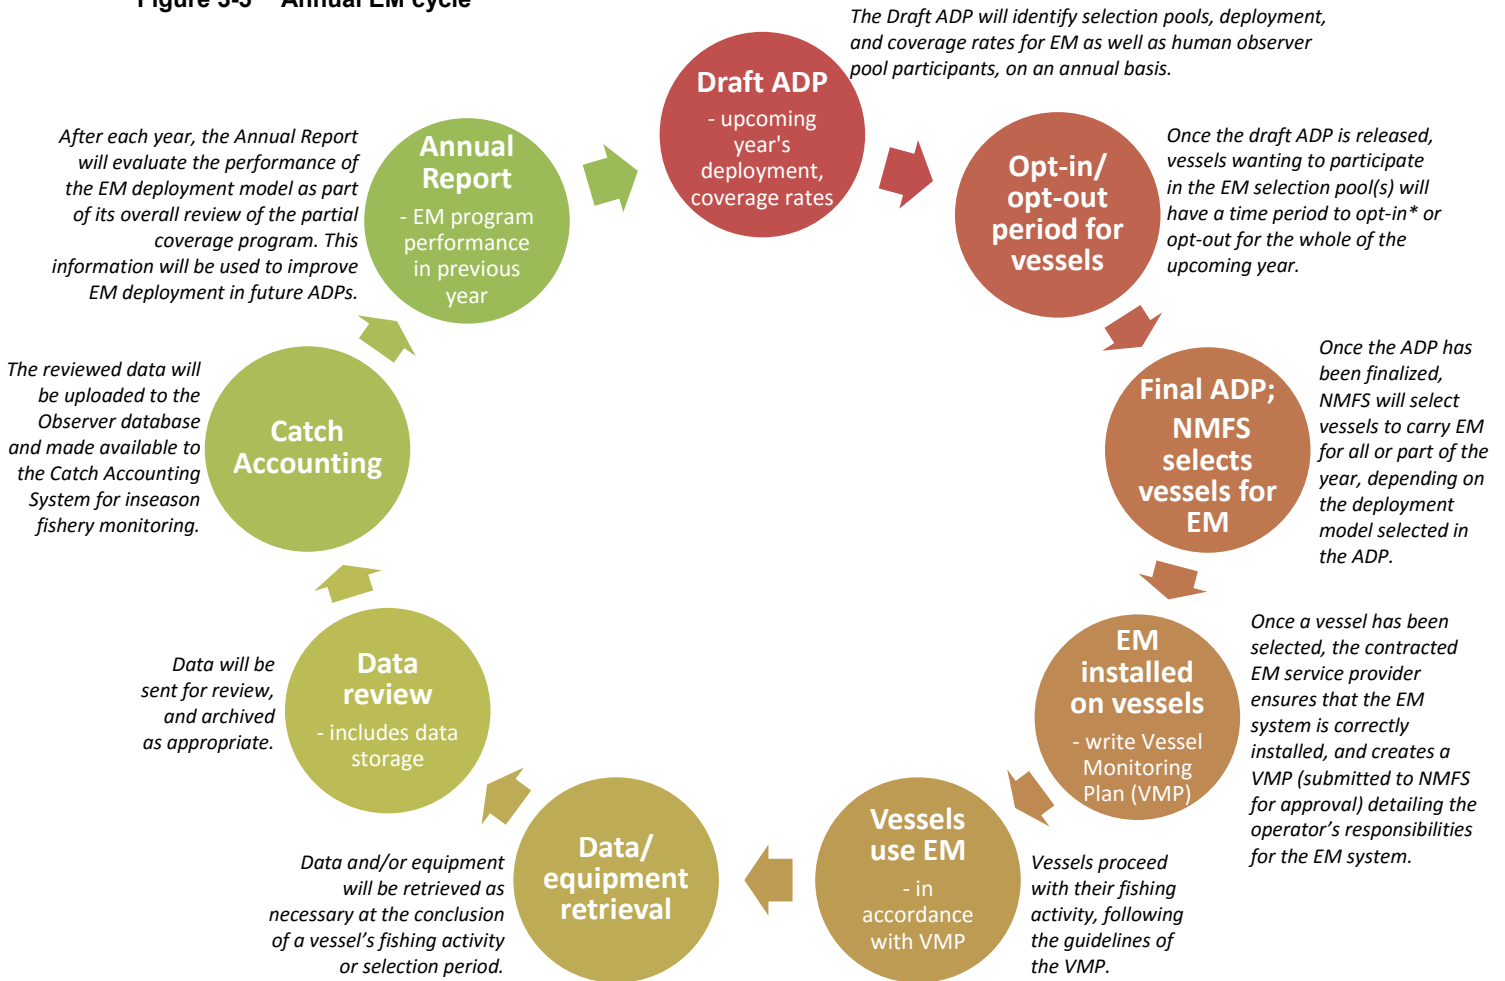 Figure 3-5 Annual EM cycle
The Draft ADP will identify selection pools, deployment,
and coverage rates for EM as well as human observer
pool participants, on an annual basis.
Draft ADP
- upcoming
year's
deployment,
coverage rates
Once the draft ADP is released,
vessels wanting to participate
in the EM selection pool(s) will
have a time period to opt-in* or
opt-out for the whole of the
upcoming year.
Opt-in/
opt-out
period for
vessels
Once the ADP has
been finalized,
NMFS will select
vessels to carry EM
for all or part of the
year, depending on
the deployment
model selected in
the ADP.
Final ADP;
NMFS
selects
vessels for
EM
Once a vessel has been
selected, the contracted
EM service provider
ensures that the EM
system is correctly
installed, and creates a
VMP (submitted to NMFS
for approval) detailing the
operator's responsibilities
for the EM system.
EM
installed
on vessels
- write Vessel
Monitoring
Plan (VMP)
Vessels proceed
with their fishing
activity, following
the guidelines of
the VMP.
Vessels
use EM
- in
accordance
with VMP
Data/
equipment
retrieval
Data and/or equipment
will be retrieved as
necessary at the conclusion
of a vessel's fishing activity
or selection period.
Data
review
- includes data
storage
Data will be
sent for review,
and archived
as appropriate.
Catch
Accounting
The reviewed data will
be uploaded to the
Observer database
and made available to
the Catch Accounting
System for inseason
fishery monitoring.
Annual
Report
- EM program
performance
in previous
year
After each year, the Annual Report
will evaluate the performance of
the EM deployment model as part
of its overall review of the partial
coverage program. This
information will be used to improve
EM deployment in future ADPs.